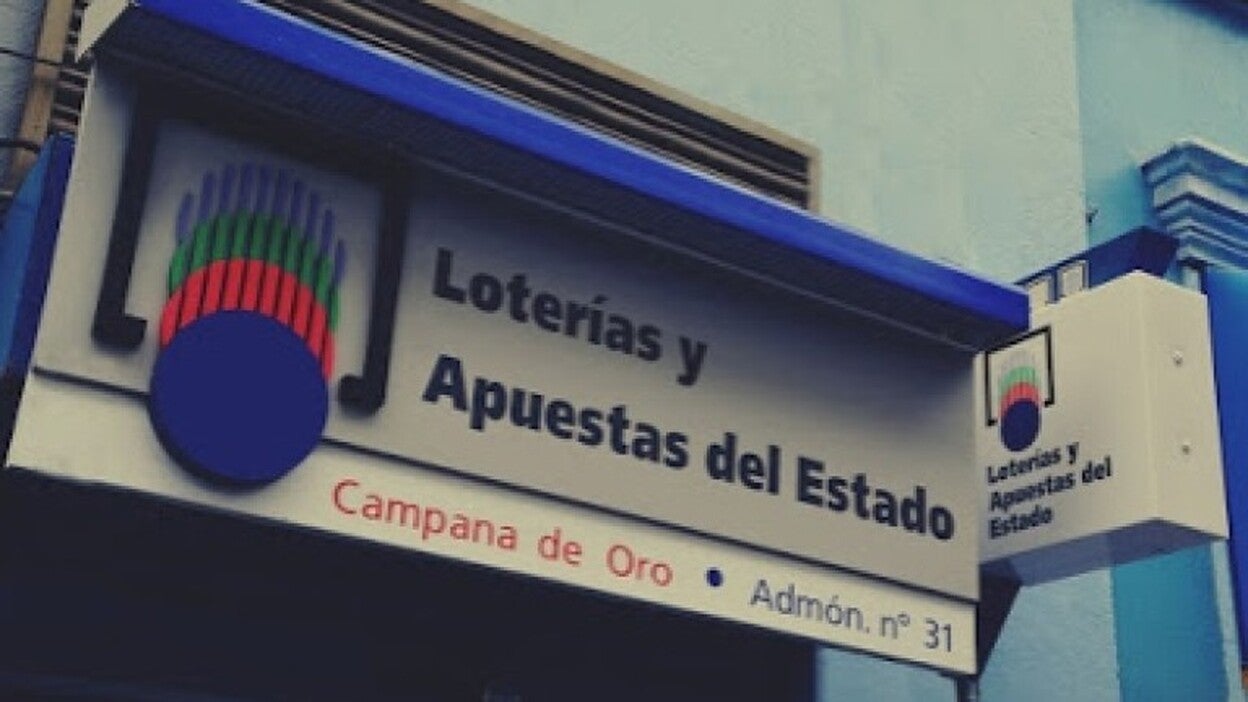 Loterías y
Apuestas del Estado
Campana de Oro • Admón. nº 31
Loterías y
Apuestas del
Estado